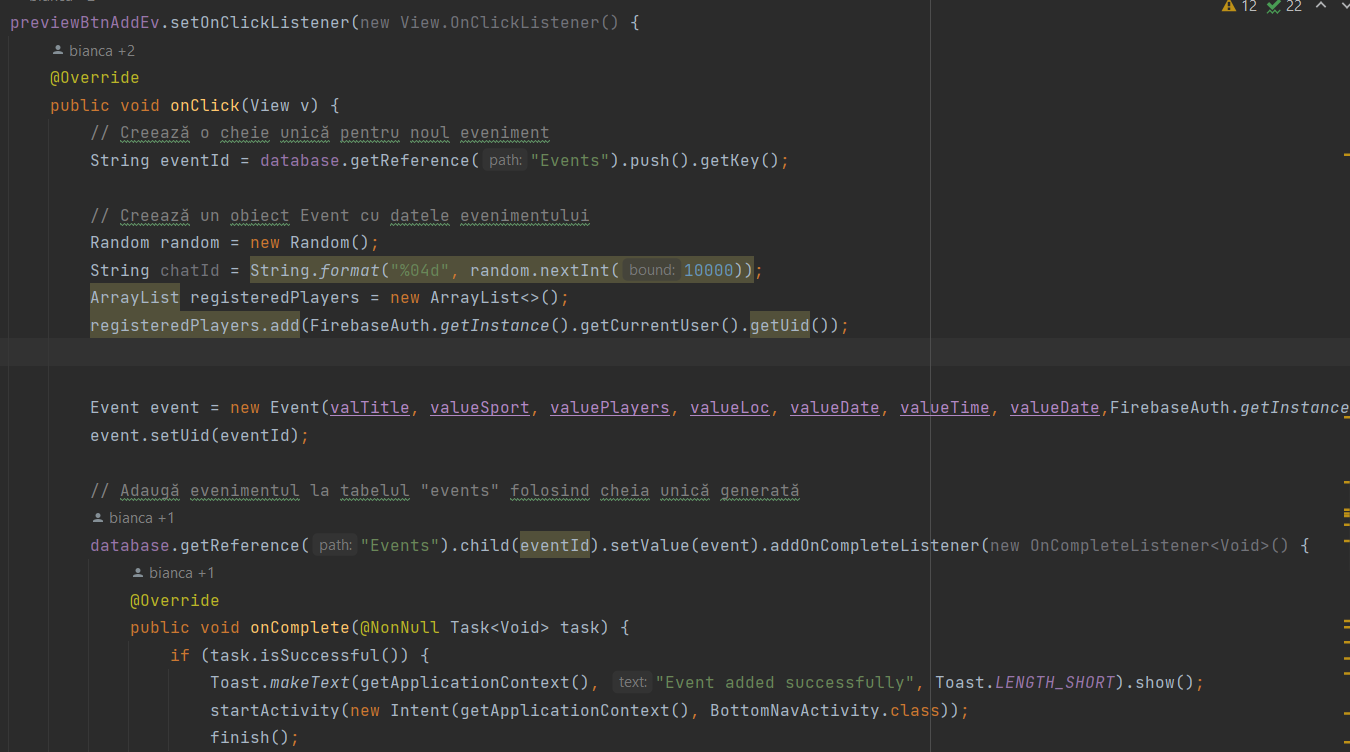 previewBtnAddEv.setOnClickListener(new View.OnClickListener() {
12 22
bianca +2
@Override
public void onClick(View v) {
// Creează o cheie unică pentru noul eveniment
String eventId = database.getReference( path: "Events").push().getKey();
// Creează un obiect Event cu datele evenimentului
Random random = new Random();
String chatId = String.format("%04d", random.nextInt( bound: 10000));
ArrayList registeredPlayers = new ArrayList<>();
registeredPlayers.add(FirebaseAuth.getInstance().getCurrentUser().getUid());
Event event = new Event(valTitle, valueSport, valuePlayers, valueLoc, valueDate, valueTime, valueDate,FirebaseAuth.getInstance
event.setUid(eventId);
// Adaugă evenimentul la tabelul "events" folosind cheia unică generată
bianca +1
database.getReference( path: "Events").child(eventId).setValue(event).addOnCompleteListener(new OnCompleteListener<Void>() {
bianca +1
@Override
public void onComplete(@NonNull Task<Void> task) {
if (task.isSuccessful()) {
Toast.makeText(getApplicationContext(), text: "Event added successfully", Toast.LENGTH_SHORT).show();
startActivity(new Intent(getApplicationContext(), BottomNavActivity.class));
finish();